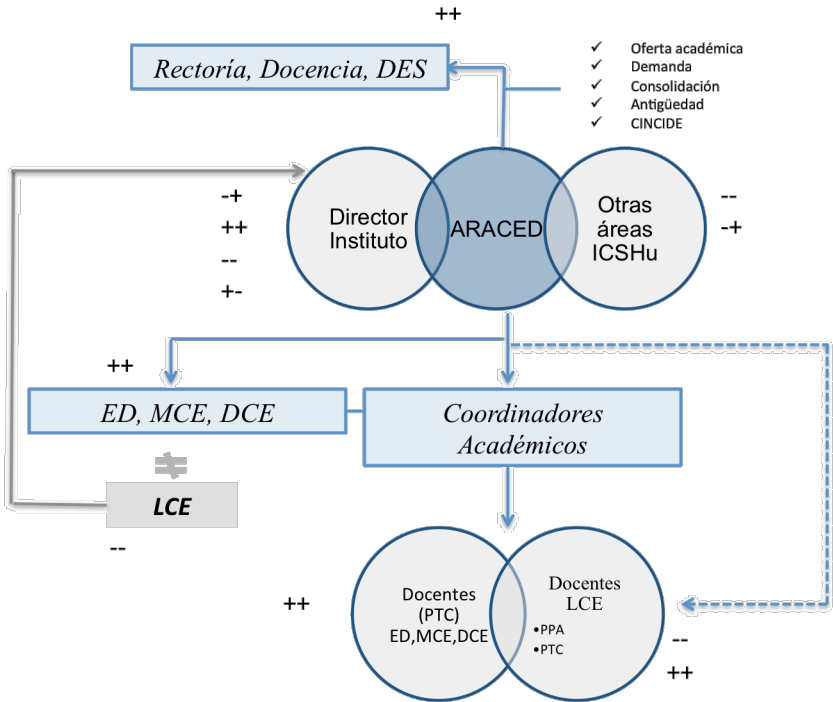 ++
Rectoría, Docencia, DES
✓ Oferta académica
✓ Demanda
✓ Consolidación
✓ Antigüedad
✓ CINCIDE
-+
++
--
+-
Director
Instituto
ARACED
Otras
áreas
ICSHu
--
-+
++
ED, MCE, DCE
Coordinadores
Académicos
≠
LCE
--
++
Docentes
(PTC)
ED,MCE,DCE
Docentes
LCE
•PPA
•PTC
--
++